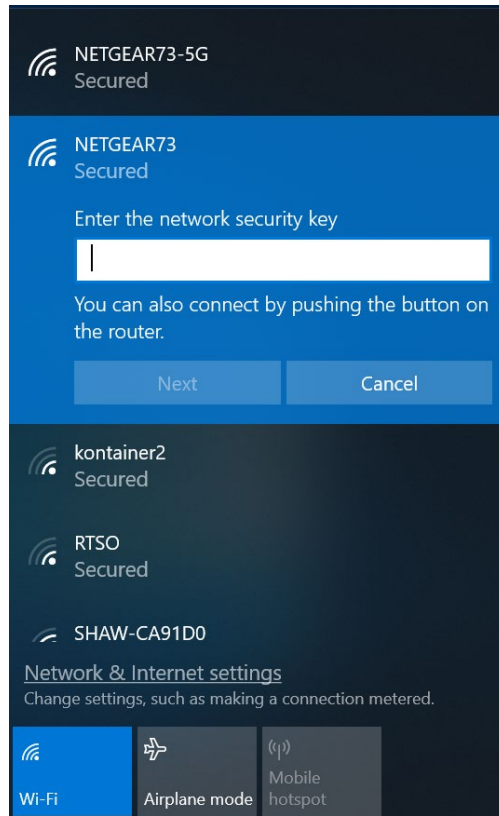 NETGEAR73-5G
Secured
NETGEAR73
Secured
Enter the network security key
You can also connect by pushing the button on
the router.
Next
Cancel
kontainer2
Secured
RTSO
Secured
SHAW-CA91D0
Network & Internet settings
Change settings, such as making a connection metered.
Wi-Fi
Airplane mode
Mobile
hotspot